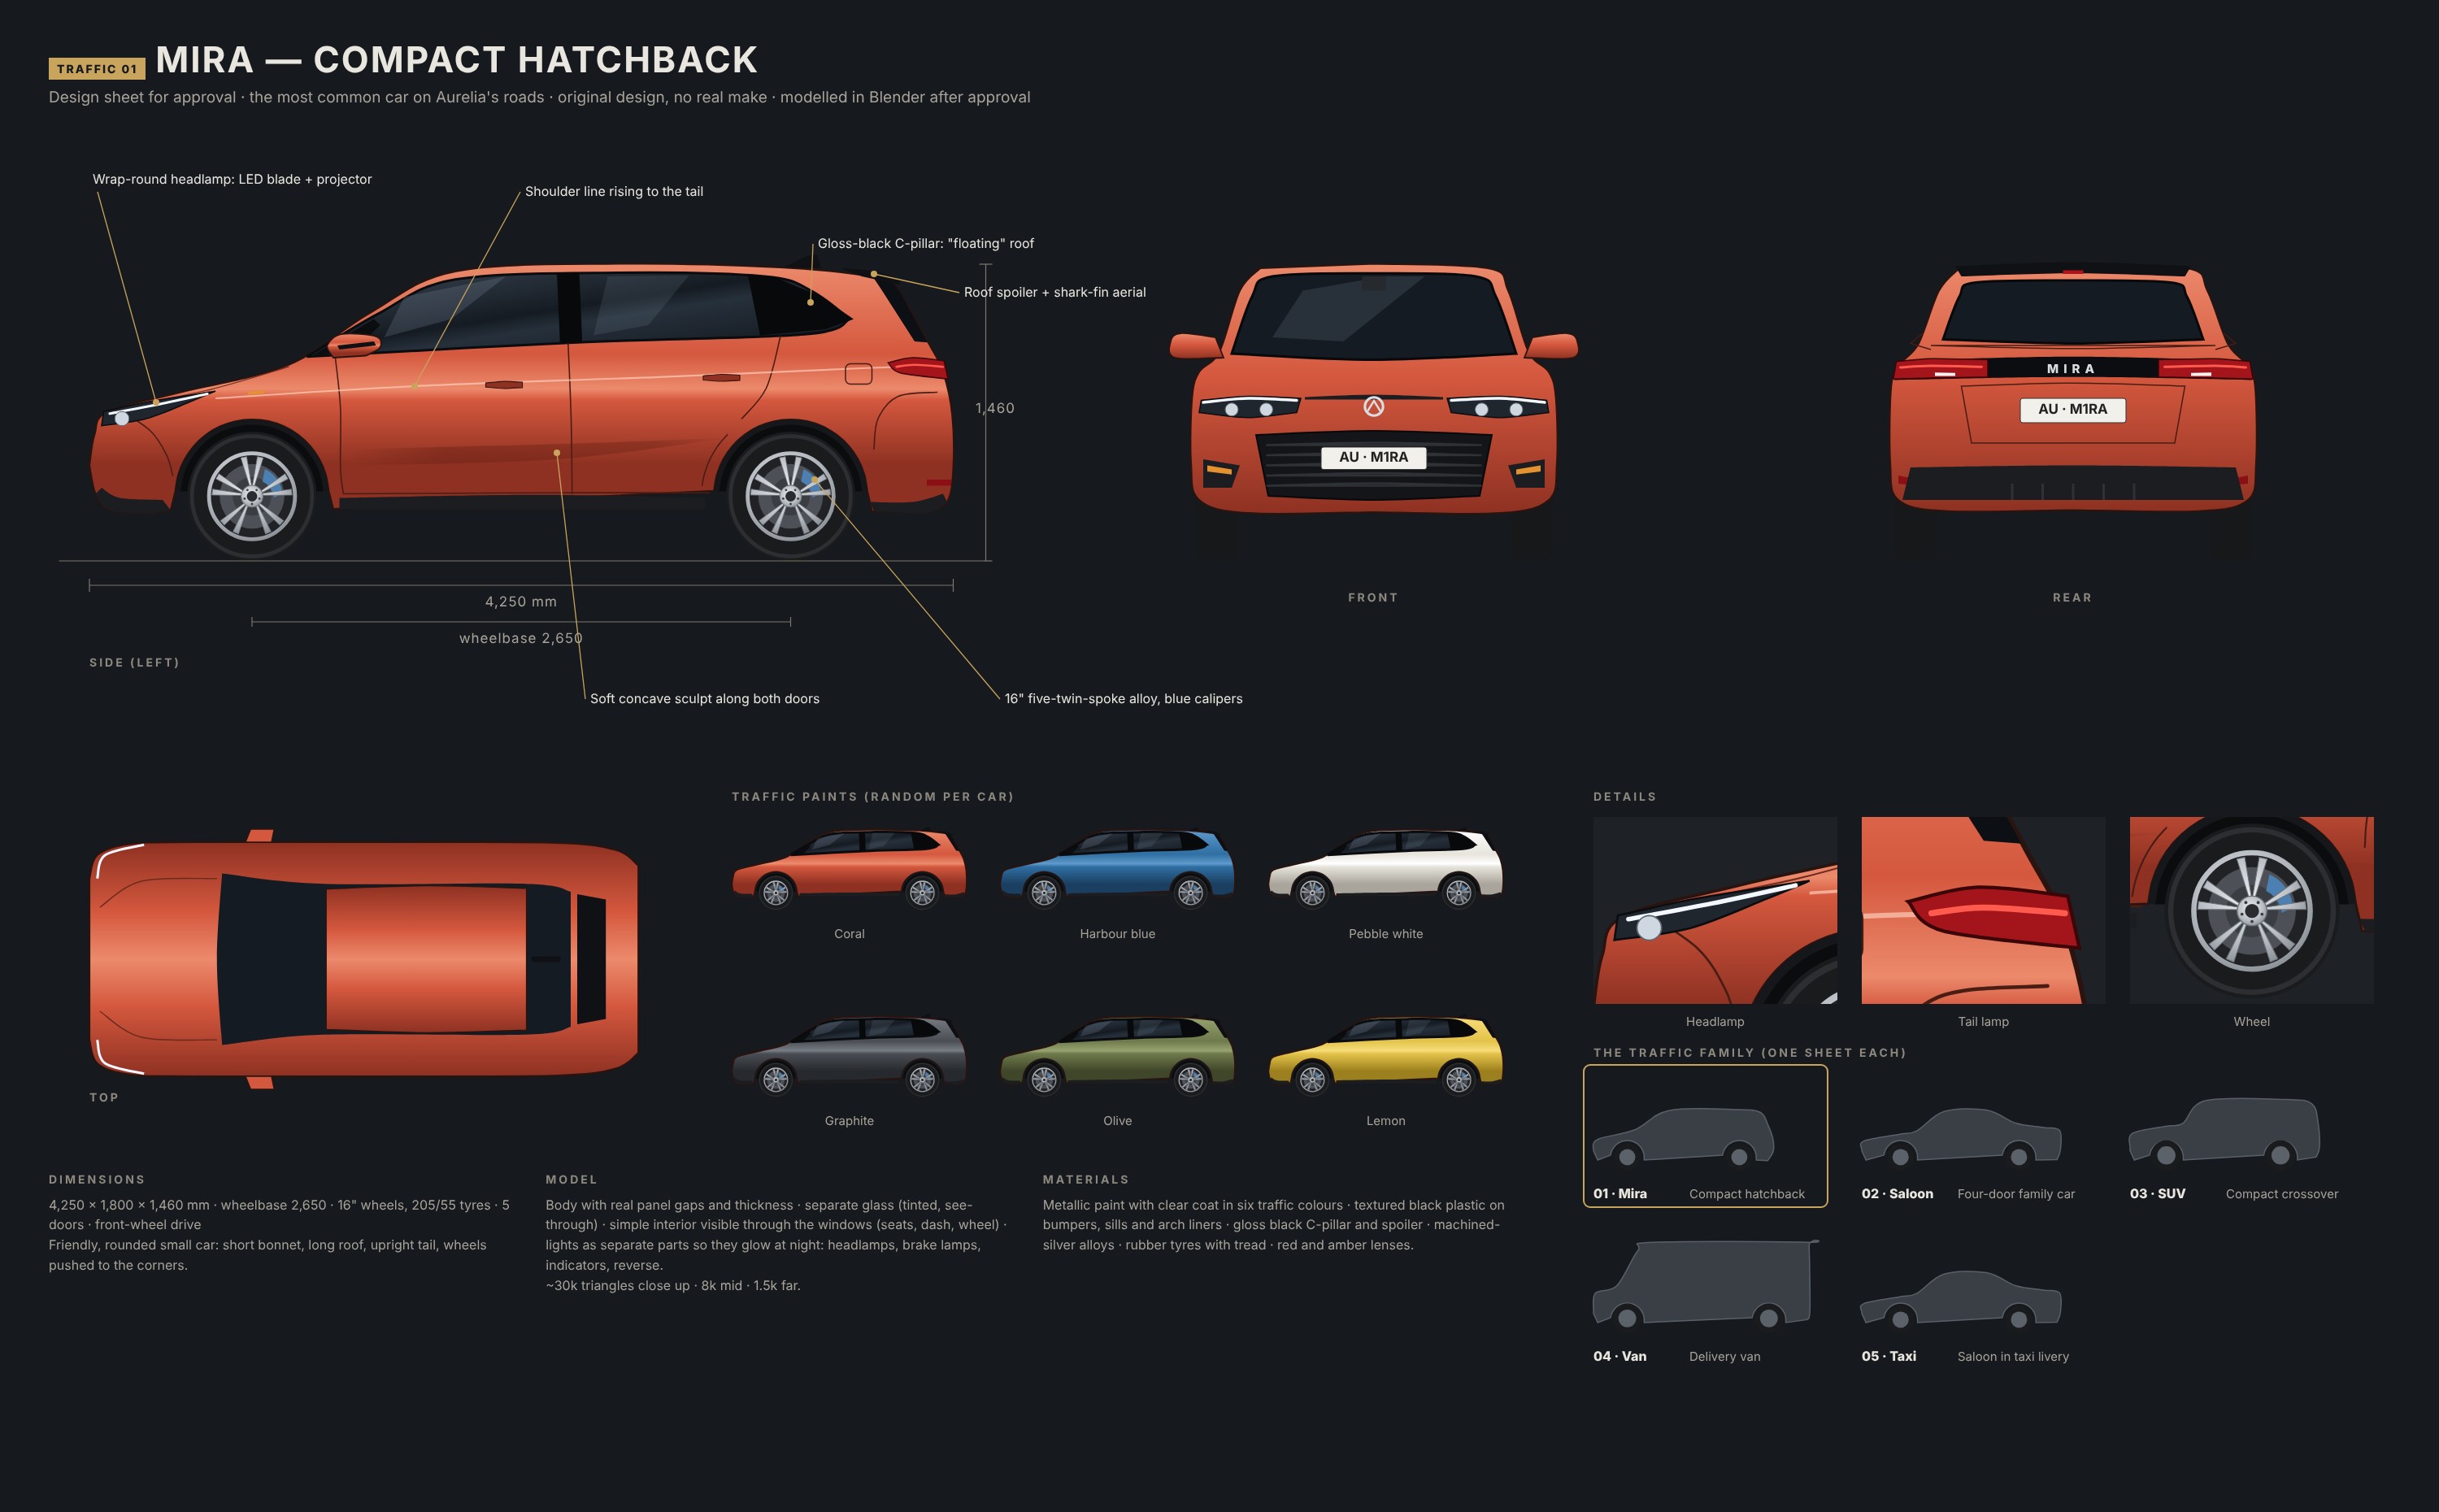 TRAFFIC 01 MIRA — COMPACT HATCHBACK
Design sheet for approval · the most common car on Aurelia's roads · original design, no real make · modelled in Blender after approval
Wrap-round headlamp: LED blade + projector
Shoulder line rising to the tail
Gloss-black C-pillar: "floating" roof
Roof spoiler + shark-fin aerial
1,460
4,250 mm
wheelbase 2,650
SIDE (LEFT)
Soft concave sculpt along both doors
16" five-twin-spoke alloy, blue calipers
AU · M1RA
FRONT
MIRA
AU · M1RA
REAR
TOP
TRAFFIC PAINTS (RANDOM PER CAR)
Coral
Harbour blue
Pebble white
Graphite
Olive
Lemon
DETAILS
Headlamp
Tail lamp
Wheel
THE TRAFFIC FAMILY (ONE SHEET EACH)
01 · Mira Compact hatchback
02 · Saloon Four-door family car
03 · SUV Compact crossover
04 · Van Delivery van
05 · Taxi Saloon in taxi livery
DIMENSIONS
4,250 × 1,800 × 1,460 mm · wheelbase 2,650 · 16" wheels, 205/55 tyres · 5
doors · front-wheel drive
Friendly, rounded small car: short bonnet, long roof, upright tail, wheels
pushed to the corners.
MODEL
Body with real panel gaps and thickness · separate glass (tinted, see-
through) · simple interior visible through the windows (seats, dash, wheel) ·
lights as separate parts so they glow at night: headlamps, brake lamps,
indicators, reverse.
~30k triangles close up · 8k mid · 1.5k far.
MATERIALS
Metallic paint with clear coat in six traffic colours · textured black plastic on
bumpers, sills and arch liners · gloss black C-pillar and spoiler · machined-
silver alloys · rubber tyres with tread · red and amber lenses.